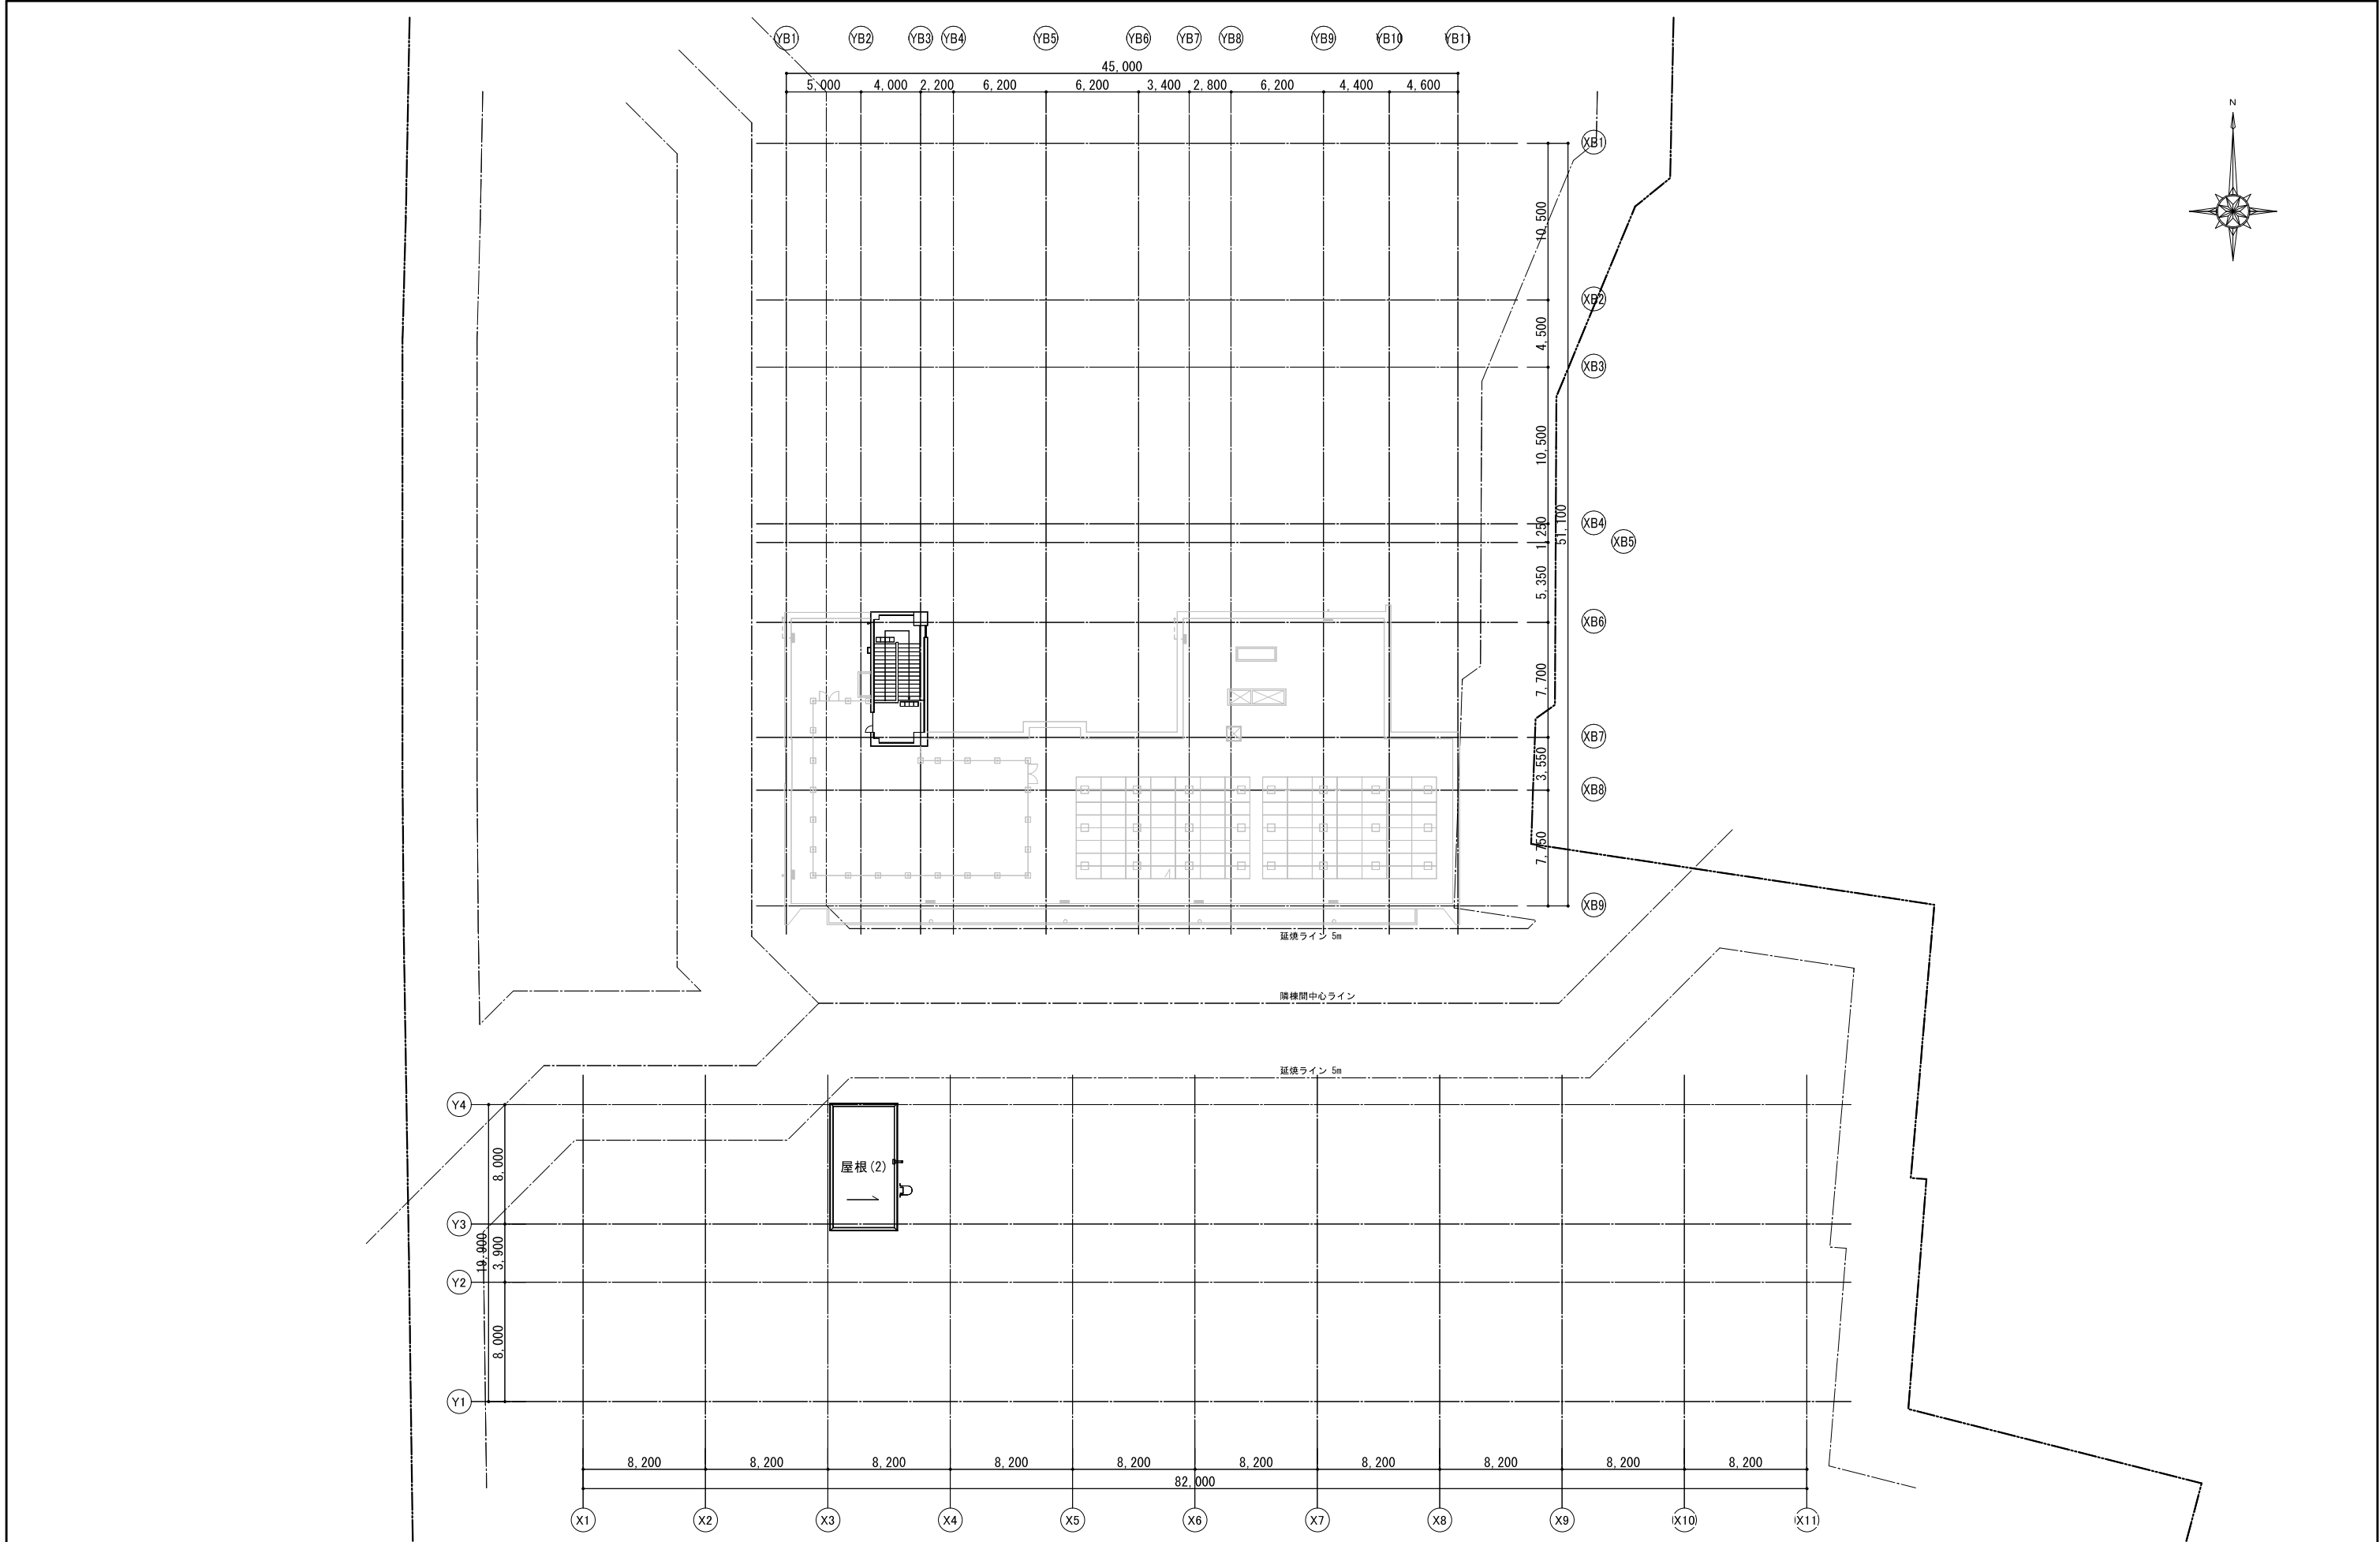 YB1 YB2 YB3 YB4 YB5 YB6 YB7 YB8 YB9 YB10 YB11
45,000
5,000 4,000 2,200 6,200 6,200 3,400 2,800 6,200 4,400 4,600
N
XB1
10,500
XB2
4,500
XB3
10,500
XB4
1,250
51,100
XB5
5,350
XB6
7,700
XB7
3,550
XB8
7,750
XB9
延焼ライン 5m
隣棟間中心ライン
延焼ライン 5m
Y4
8,000
屋根(2)
Y3
19,900
3,900
Y2
8,000
Y1
8,200 8,200 8,200 8,200 8,200 8,200 8,200 8,200 8,200 8,200
82,000
X1 X2 X3 X4 X5 X6 X7 X8 X9 X10 X11